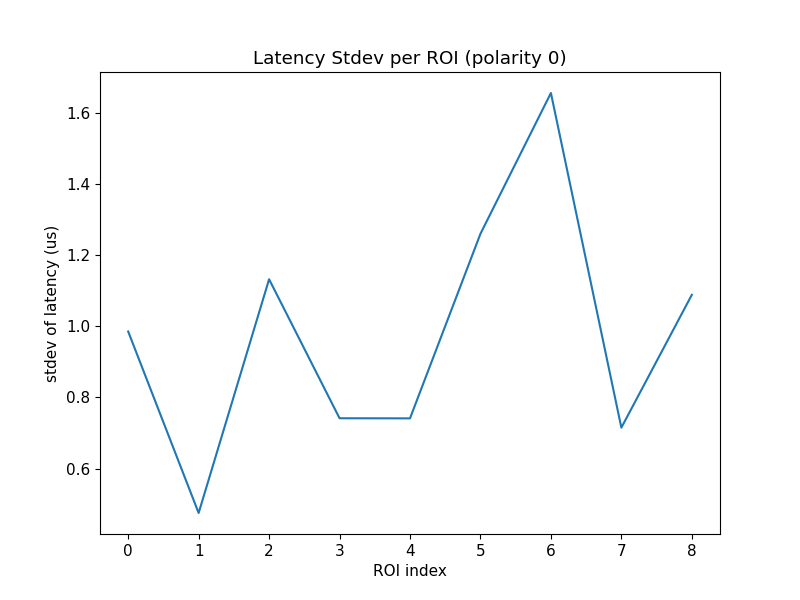 Latency Stdev per ROI (polarity 0)
stdev of latency (us)
1.6
1.4
1.2
1.0
0.8
0.6
0 1 2 3 4 5 6 7 8
ROI index